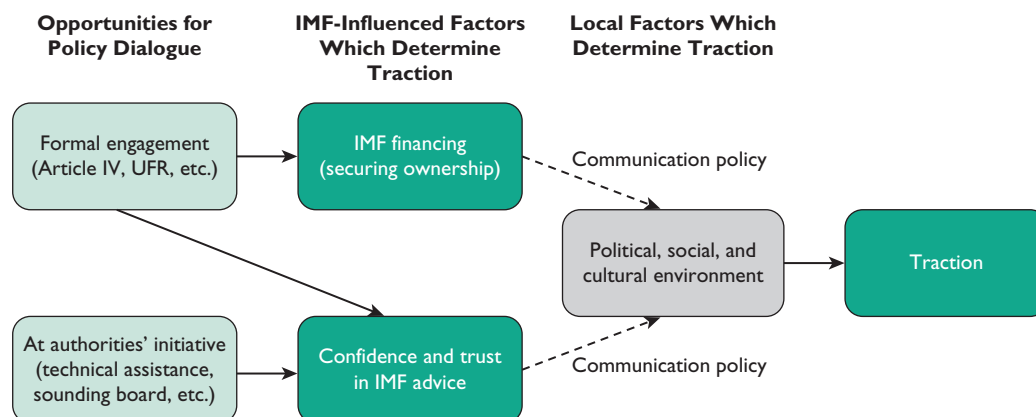 Opportunities for
Policy Dialogue
IMF-Influenced Factors
Which Determine
Traction
Local Factors Which
Determine Traction
Formal engagement
(Article IV, UFR, etc.)
IMF financing
(securing ownership)
Communication policy
Political, social, and
cultural environment
Traction
At authorities’ initiative
(technical assistance,
sounding board, etc.)
Confidence and trust
in IMF advice
Communication policy